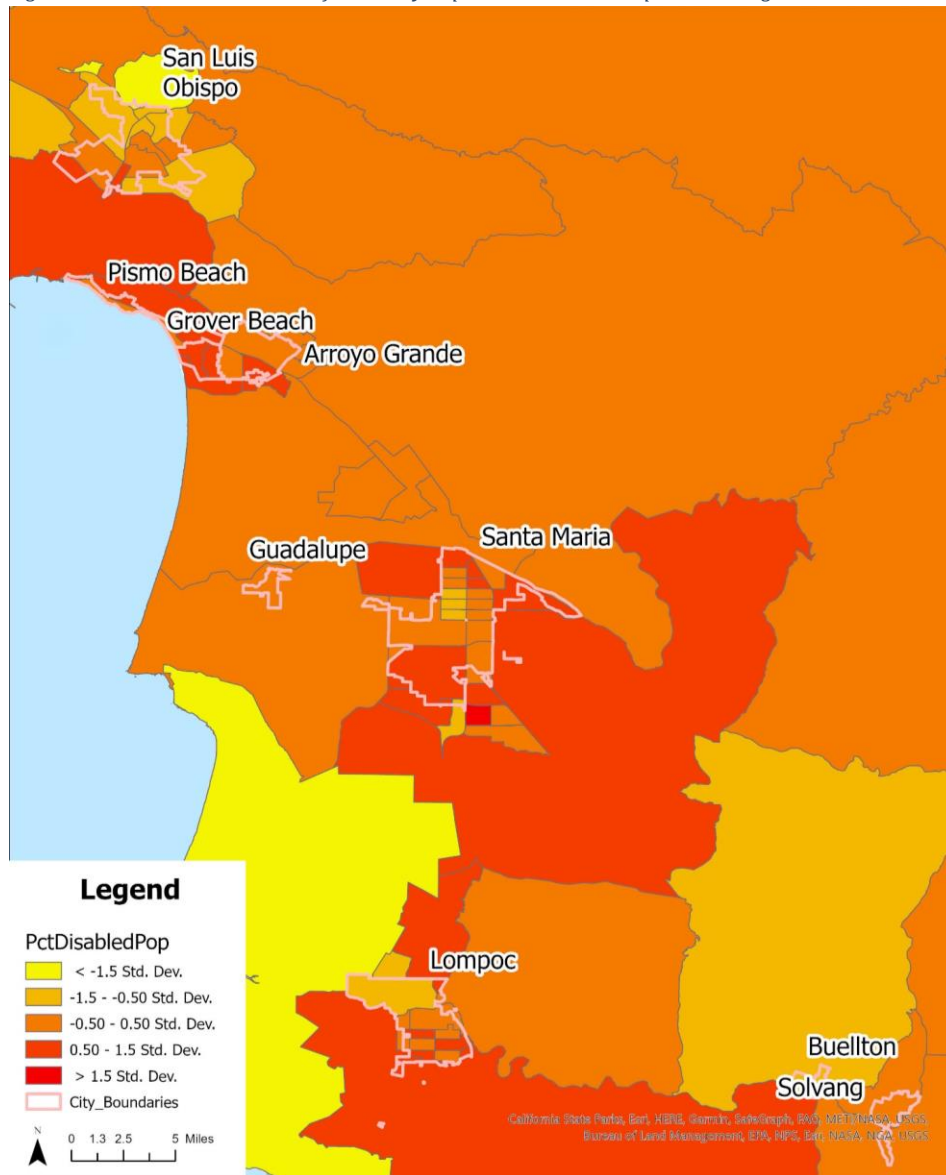 San Luis
Obispo
Pismo Beach
Grover Beach
Arroyo Grande
Santa Maria
Guadalupe
Lompoc
Buellton
Solvang
Legend
PctDisabledPop
< -1.5 Std. Dev.
-1.5 - -0.50 Std. Dev.
-0.50 - 0.50 Std. Dev.
0.50 - 1.5 Std. Dev.
> 1.5 Std. Dev.
City_Boundaries
N
0 1.3 2.5 5 Miles
California State Parks, Esri, HERE, Garmin, SafeGraph, FAO, METI/NASA, USGS,
Bureau of Land Management, EPA, NPS, Esri, NASA, NGA, USGS